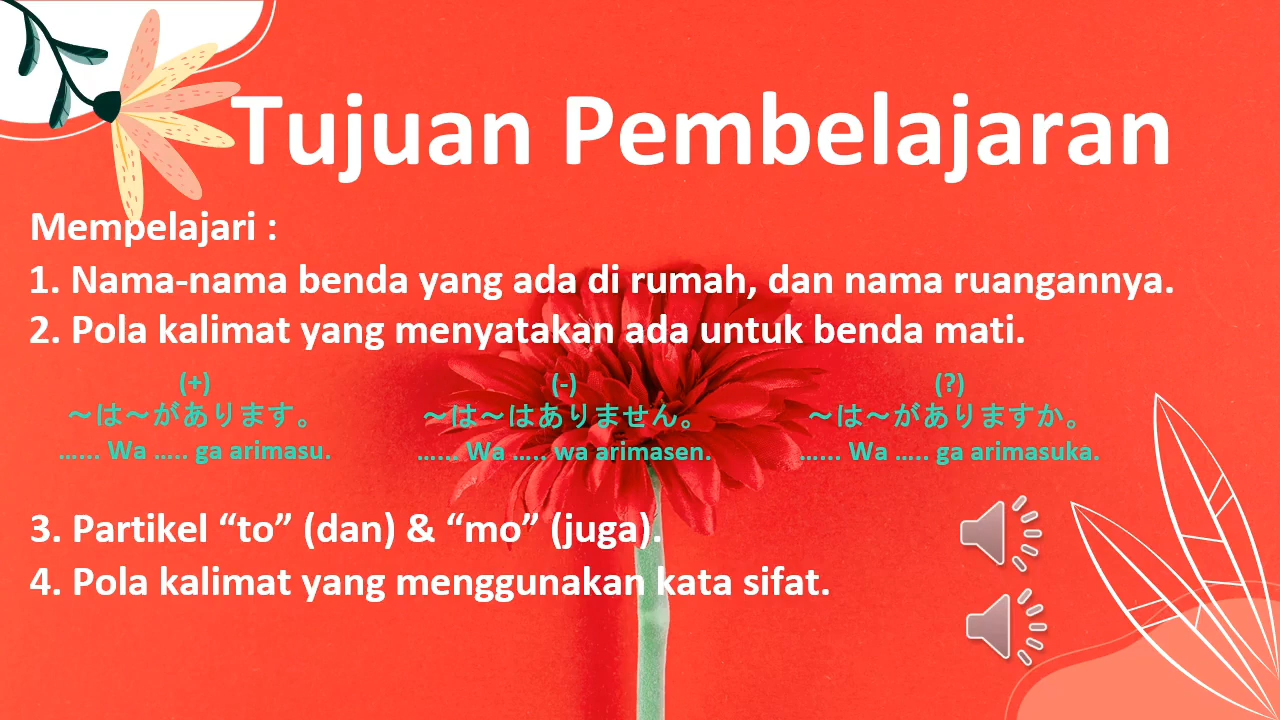 Tujuan Pembelajaran
Mempelajari :
1. Nama-nama benda yang ada di rumah, dan nama ruangannya.
2. Pola kalimat yang menyatakan ada untuk benda mati.
(+) (-) (?)
～は～があります。 ～は～はありません。 ～は～がありますか。
...... Wa ..... ga arimasu. ...... Wa ..... wa arimasen. ...... Wa ..... ga arimasuka.
3. Partikel “to” (dan) & “mo” (juga).
4. Pola kalimat yang menggunakan kata sifat.